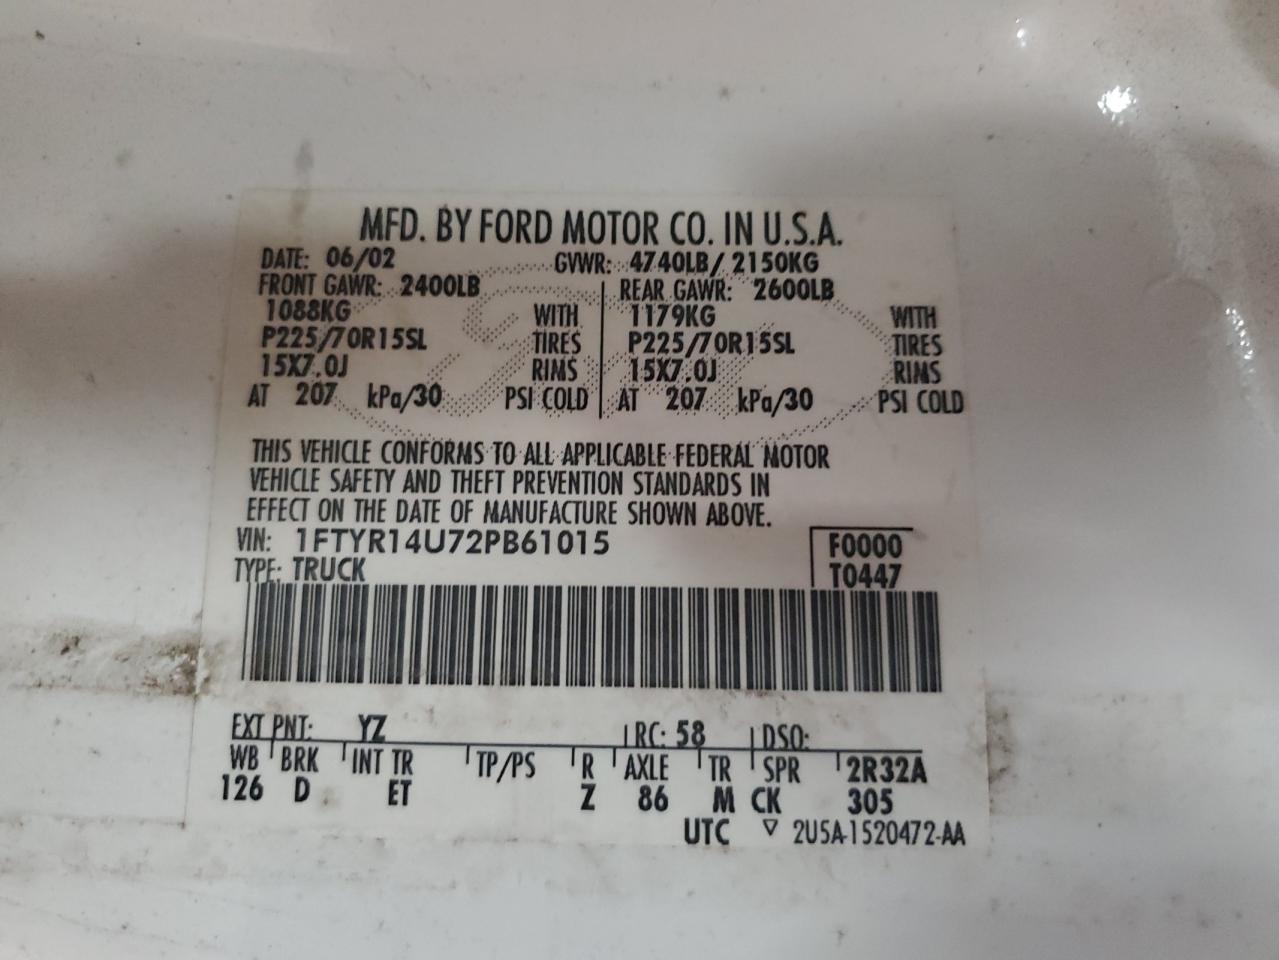 MFD. BY FORD MOTOR CO. IN U.S.A.
DATE: 06/02 GVWR: 4740LB/ 2150KG
FRONT GAWR: 2400LB REAR GAWR: 2600LB
1088KG WITH 1179KG WITH
P225/70R15SL TIRES P225/70R15SL TIRES
15X7.0J RIMS 15X7.0J RIMS
AT 207 kPa/30 PSI COLD AT 207 kPa/30 PSI COLD
THIS VEHICLE CONFORMS TO ALL APPLICABLE FEDERAL MOTOR
VEHICLE SAFETY AND THEFT PREVENTION STANDARDS IN
EFFECT ON THE DATE OF MANUFACTURE SHOWN ABOVE.
VIN: 1FTYR14U72PB61015 F0000
TYPE: TRUCK T0447
EXT PNT: YZ RC: 58 DSO:
WB BRK INT TR TP/PS R AXLE TR SPR 2R32A
126 D ET Z 86 M CK 305
UTC ▽ 2U5A-1520472-AA